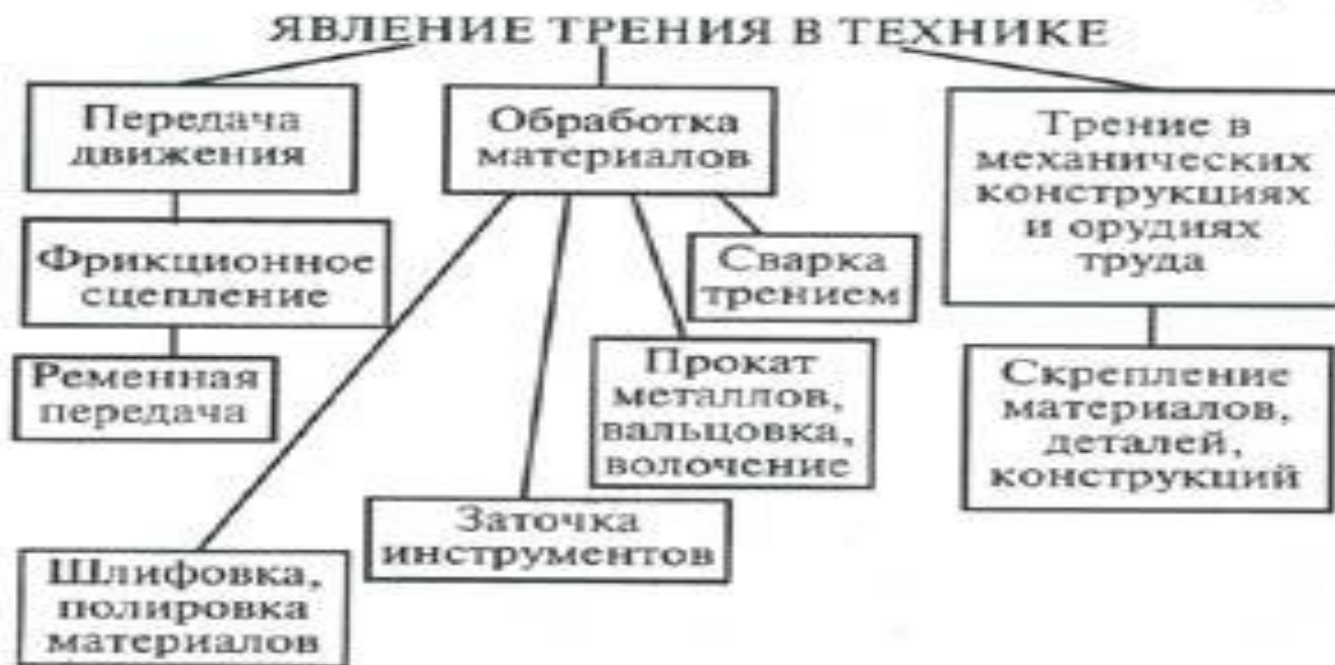 ЯВЛЕНИЕ ТРЕНИЯ В ТЕХНИКЕ
Передача
движения
Фрикционное
сцепление
Ременная
передача
Обработка
материалов
Шлифовка,
полировка
материалов
Заточка
инструментов
Прокат
металлов,
вальцовка,
волочение
Сварка
трением
Трение в
механических
конструкциях
и орудиях
труда
Скрепление
материалов,
деталей,
конструкций